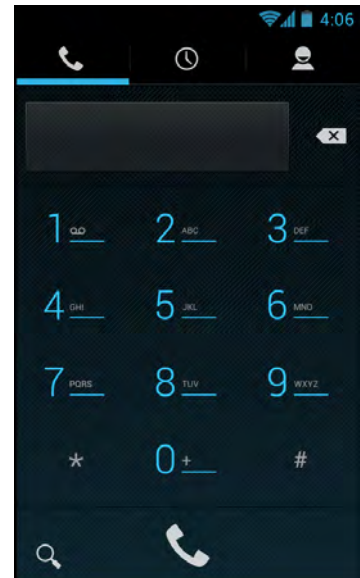 4:06
1 2 ABC 3 DEF
4 GHI 5 JKL 6 MNO
7 PQRS 8 TUV 9 WXYZ
* 0 + #